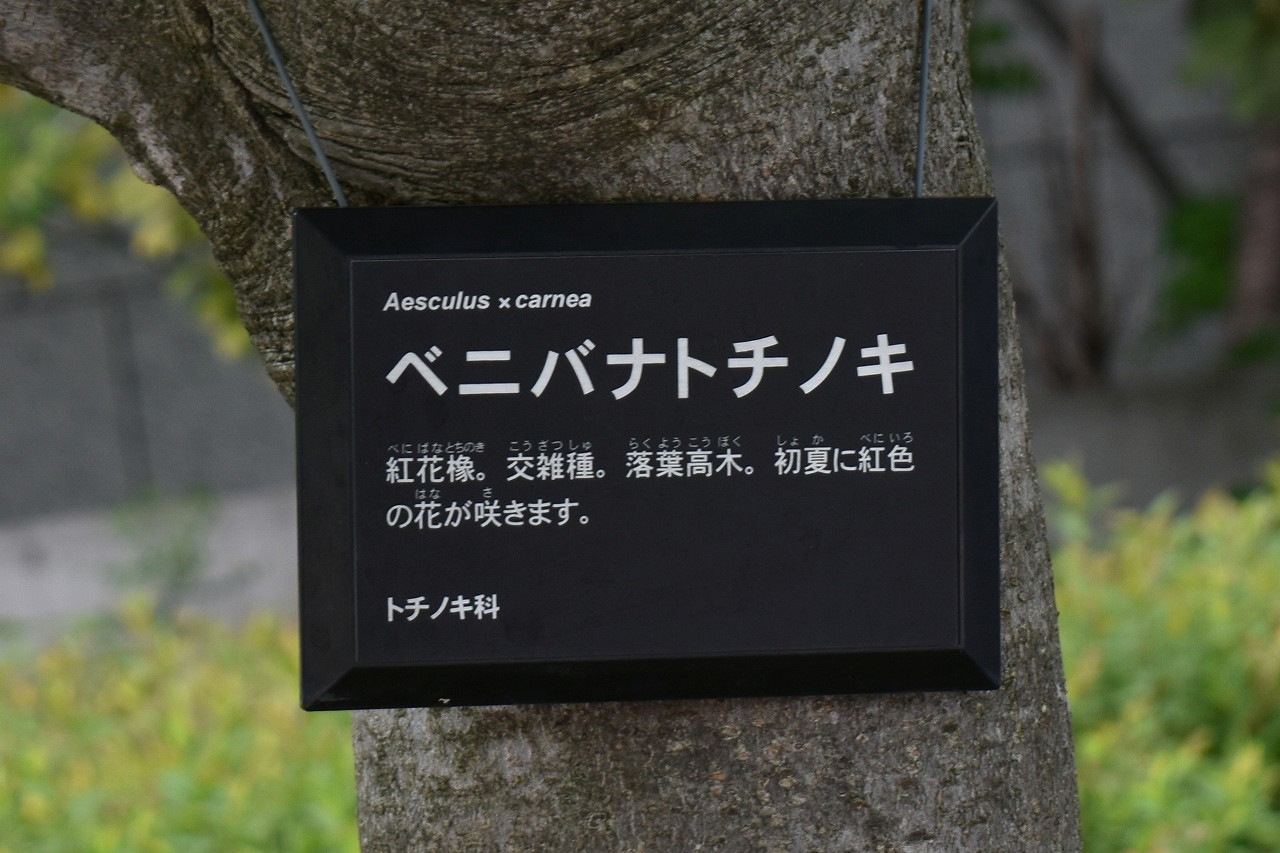 Aesculus × carnea
ベニバナトチノキ
べにばなとちのき こうざつしゅ らくようこうぼく しょか べにいろ
紅花橡。交雑種。落葉高木。初夏に紅色
はな さ
の花が咲きます。
トチノキ科